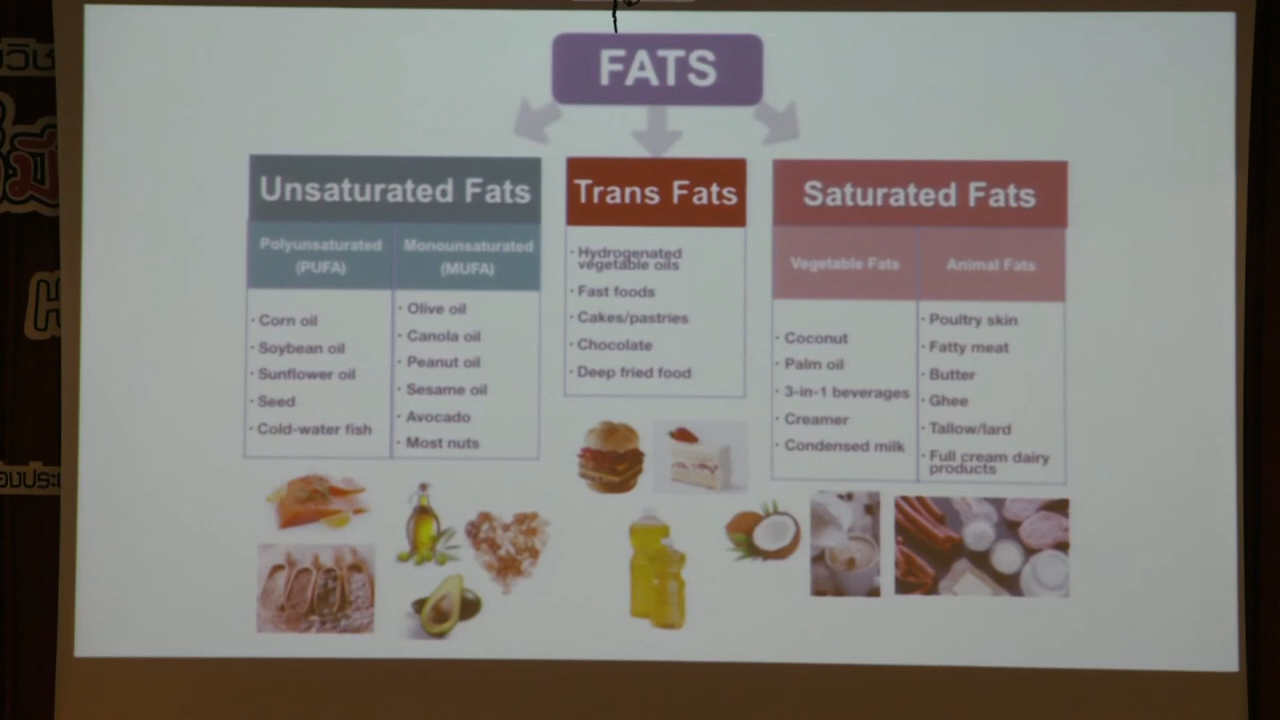 FATS
Unsaturated Fats
Polyunsaturated
(PUFA)
Monounsaturated
(MUFA)
· Corn oil
· Soybean oil
· Sunflower oil
· Seed
· Cold-water fish
· Olive oil
· Canola oil
· Peanut oil
· Sesame oil
· Avocado
· Most nuts
Trans Fats
· Hydrogenated
vegetable oils
· Fast foods
· Cakes/pastries
· Chocolate
· Deep fried food
Saturated Fats
Vegetable Fats
Animal Fats
· Coconut
· Palm oil
· 3-in-1 beverages
· Creamer
· Condensed milk
· Poultry skin
· Fatty meat
· Butter
· Ghee
· Tallow/lard
· Full cream dairy
products